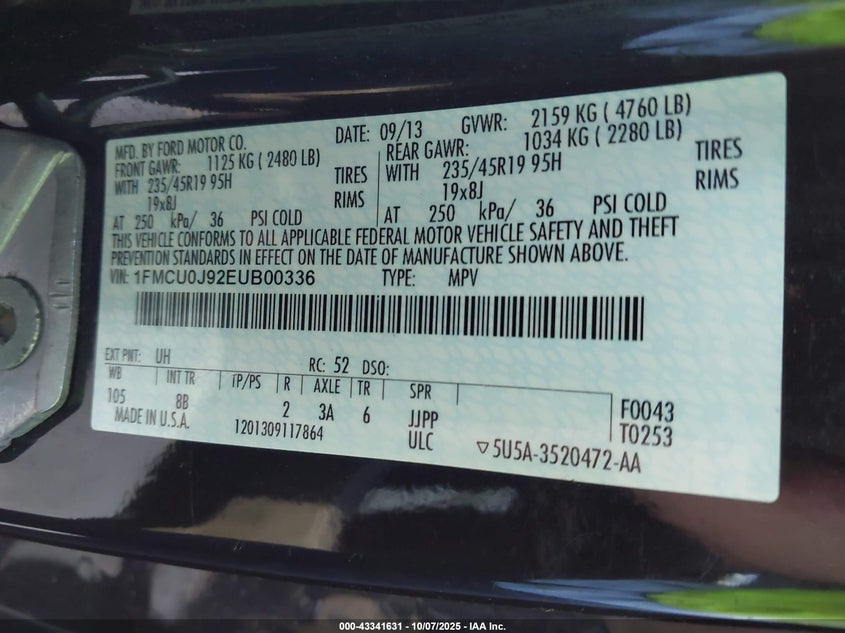 MFD. BY FORD MOTOR CO. DATE: 09/13 GVWR: 2159 KG ( 4760 LB)
FRONT GAWR: 1125 KG ( 2480 LB) REAR GAWR: 1034 KG ( 2280 LB)
WITH 235/45R19 95H TIRES WITH 235/45R19 95H TIRES
19x8J RIMS 19x8J RIMS
AT 250 kPa/ 36 PSI COLD AT 250 kPa/ 36 PSI COLD
THIS VEHICLE CONFORMS TO ALL APPLICABLE FEDERAL MOTOR VEHICLE SAFETY AND THEFT
PREVENTION STANDARDS IN EFFECT ON THE DATE OF MANUFACTURE SHOWN ABOVE.
VIN: 1FMCU0J92EUB00336 TYPE: MPV
EXT PNT: UH RC: 52 DSO:
WB INT TR TP/PS R AXLE TR SPR
105 8B 2 3A 6 JJPP F0043
MADE IN U.S.A. 1201309117864 ULC T0253
▽5U5A-3520472-AA
000-43341631 - 10/07/2025 - IAA Inc.